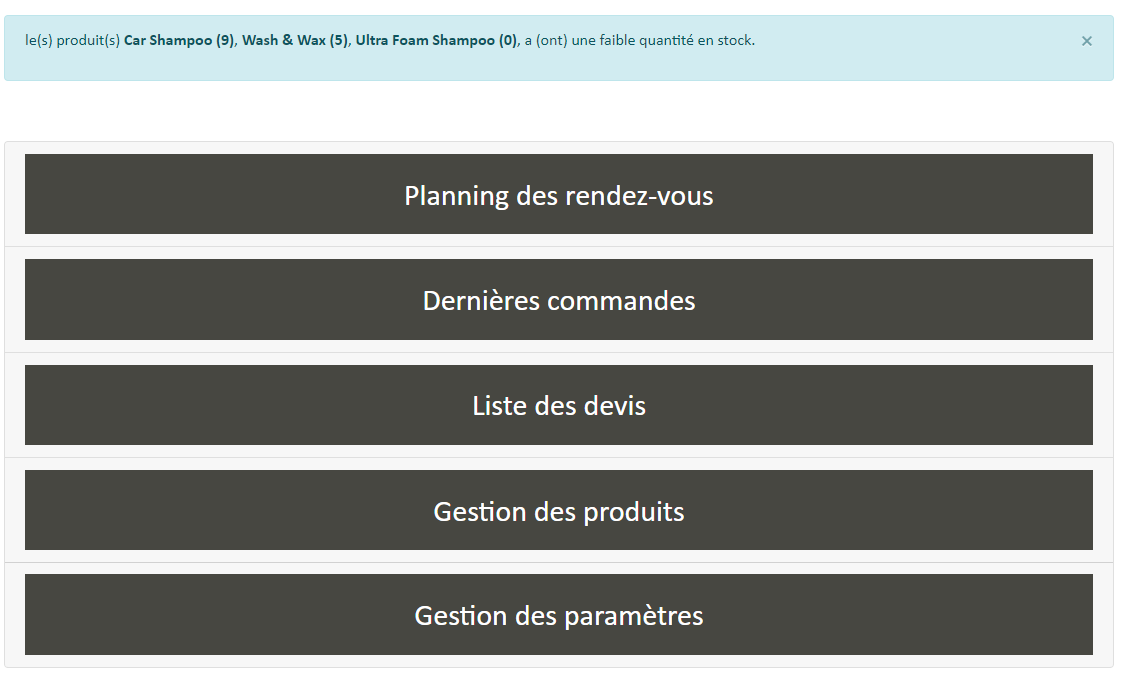 le(s) produit(s) Car Shampoo (9), Wash & Wax (5), Ultra Foam Shampoo (0), a (ont) une faible quantité en stock.
×
Planning des rendez-vous
Dernières commandes
Liste des devis
Gestion des produits
Gestion des paramètres